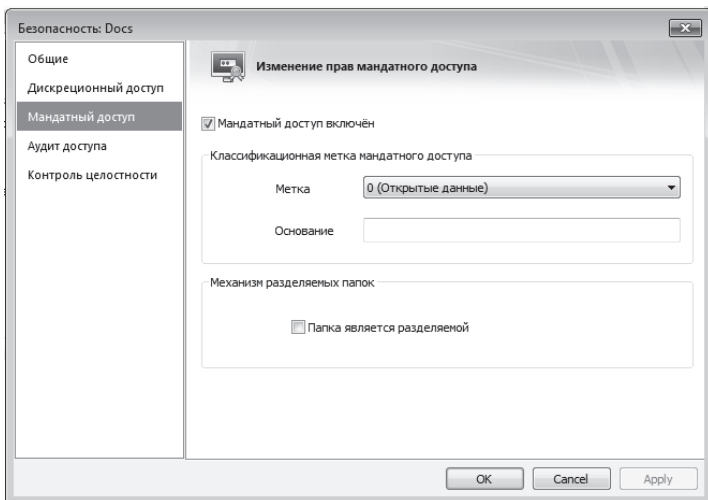 Безопасность: Docs
Общие
Дискреционный доступ
Мандатный доступ
Аудит доступа
Контроль целостности
Изменение прав мандатного доступа
Мандатный доступ включён
Классификационная метка мандатного доступа
Метка
0 (Открытые данные)
Основание
Механизм разделяемых папок
Папка является разделяемой
OK
Cancel
Apply